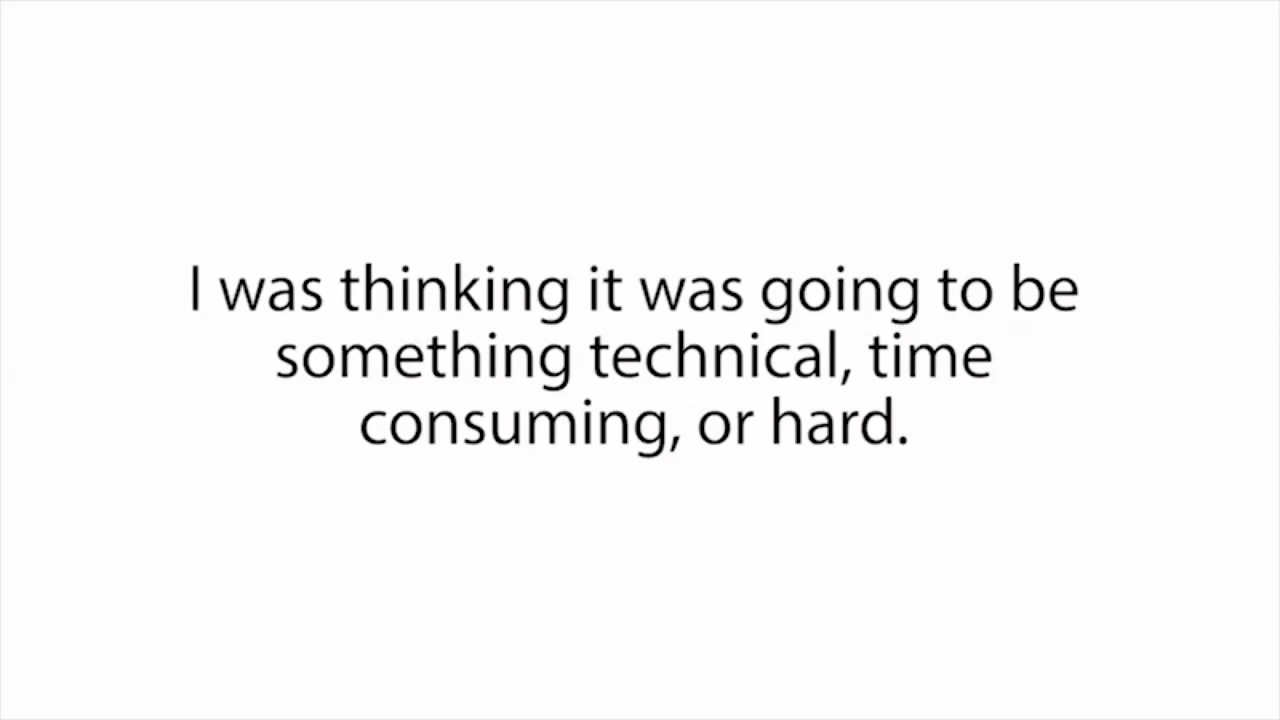 I was thinking it was going to be
something technical, time
consuming, or hard.